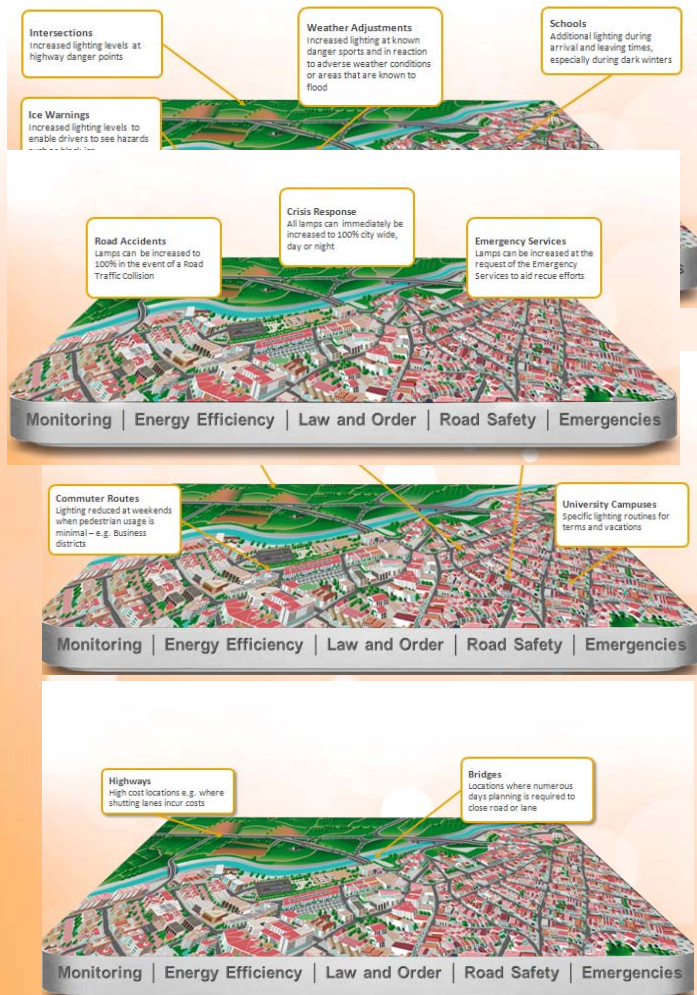 Intersections
Increased lighting levels at
highway danger points
Weather Adjustments
Increased lighting at known
danger sports and in reaction
to adverse weather conditions
or areas that are known to
flood
Schools
Additional lighting during
arrival and leaving times,
especially during dark winters
Ice Warnings
Increased lighting levels to
enable drivers to see hazards
Road Accidents
Lamps can be increased to
100% in the event of a Road
Traffic Collision
Crisis Response
All lamps can immediately be
increased to 100% city wide,
day or night
Emergency Services
Lamps can be increased at the
request of the Emergency
Services to aid recue efforts
Monitoring | Energy Efficiency | Law and Order | Road Safety | Emergencies
Commuter Routes
Lighting reduced at weekends
when pedestrian usage is
minimal – e.g. Business
districts
University Campuses
Specific lighting routines for
terms and vacations
Monitoring | Energy Efficiency | Law and Order | Road Safety | Emergencies
Highways
High cost locations e.g. where
shutting lanes incur costs
Bridges
Locations where numerous
days planning is required to
close road or lane
Monitoring | Energy Efficiency | Law and Order | Road Safety | Emergencies